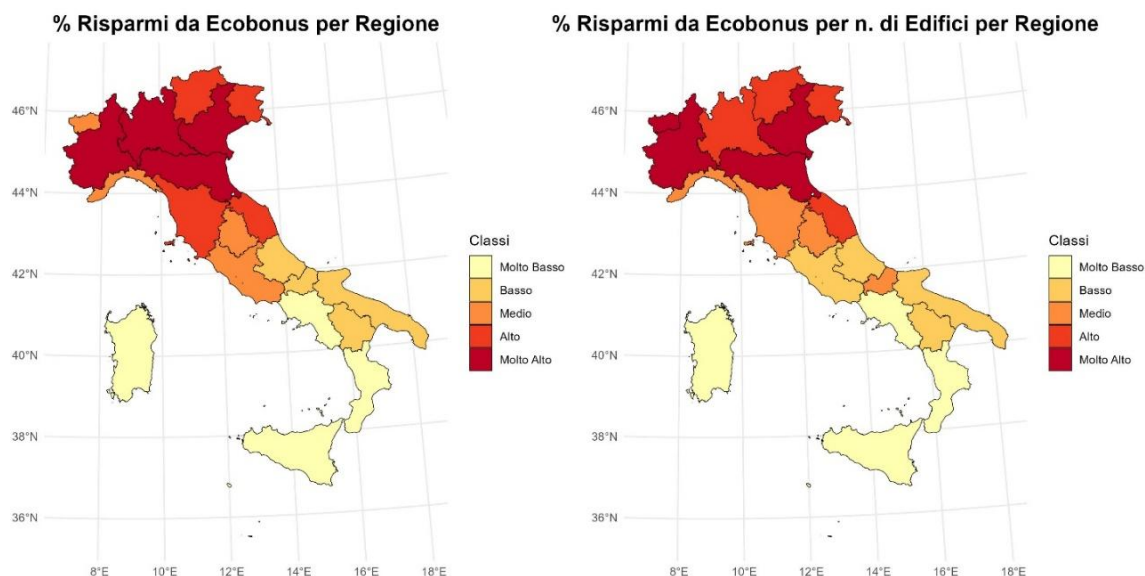 % Risparmi da Ecobonus per Regione
46°N
44°N
42°N
40°N
38°N
36°N
8°E 10°E 12°E 14°E 16°E 18°E
Classi
Molto Basso
Basso
Medio
Alto
Molto Alto
% Risparmi da Ecobonus per n. di Edifici per Regione
46°N
44°N
42°N
40°N
38°N
36°N
8°E 10°E 12°E 14°E 16°E 18°E
Classi
Molto Basso
Basso
Medio
Alto
Molto Alto